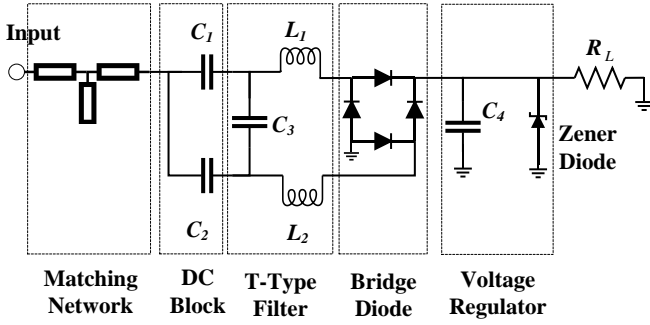 Input
C1
L1
RL
C3
C4
Zener
Diode
C2
L2
Matching
Network
DC
Block
T-Type
Filter
Bridge
Diode
Voltage
Regulator